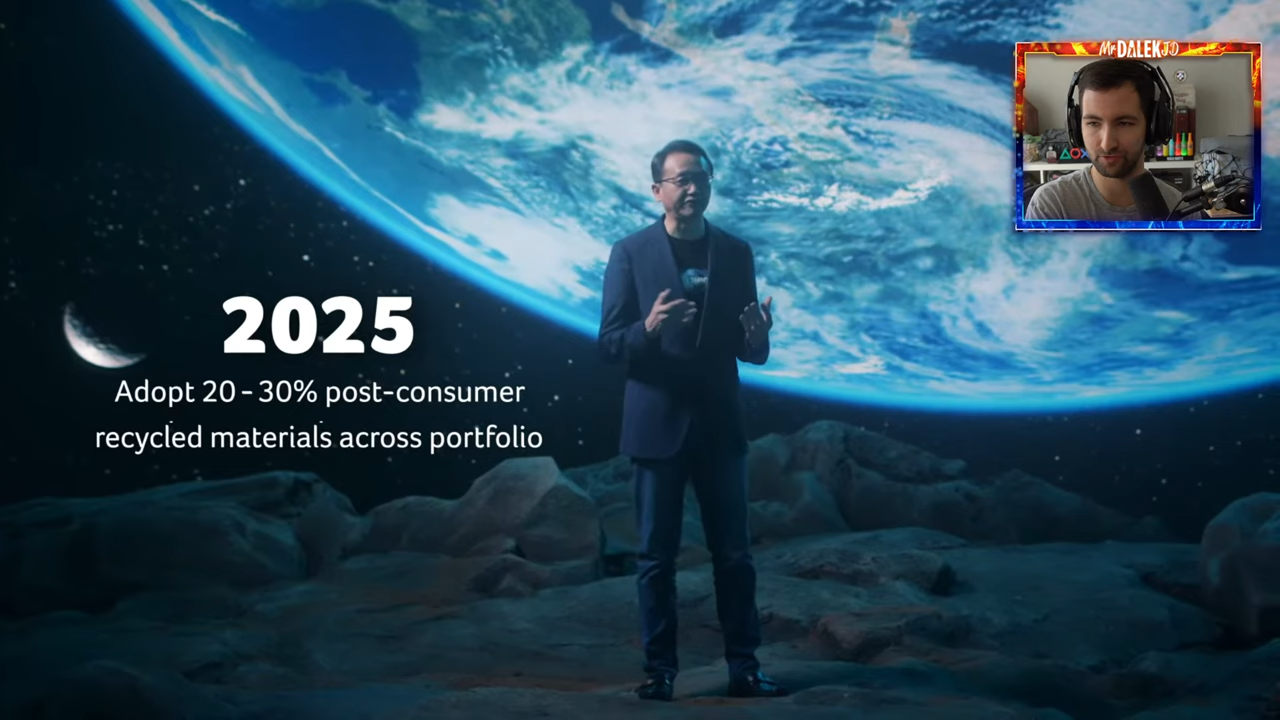 MrDALEKJD
2025
Adopt 20 - 30% post-consumer
recycled materials across portfolio